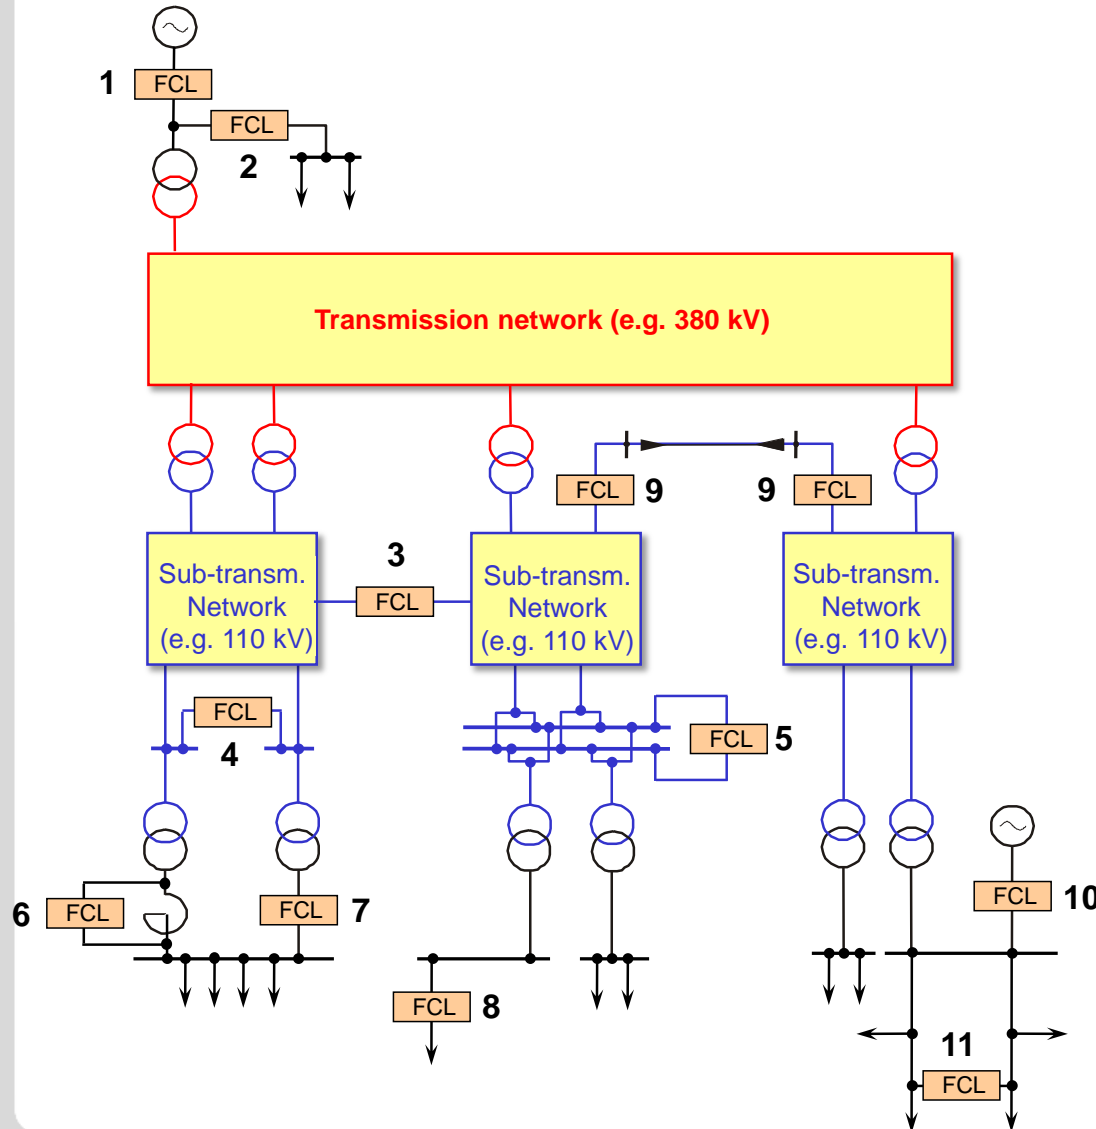 1
FCL
FCL
2
Transmission network (e.g. 380 kV)
FCL
9
9
FCL
3
Sub-transm.
Network
(e.g. 110 kV)
FCL
Sub-transm.
Network
(e.g. 110 kV)
Sub-transm.
Network
(e.g. 110 kV)
FCL
4
FCL
5
6
FCL
FCL
7
FCL
10
FCL
8
11
FCL